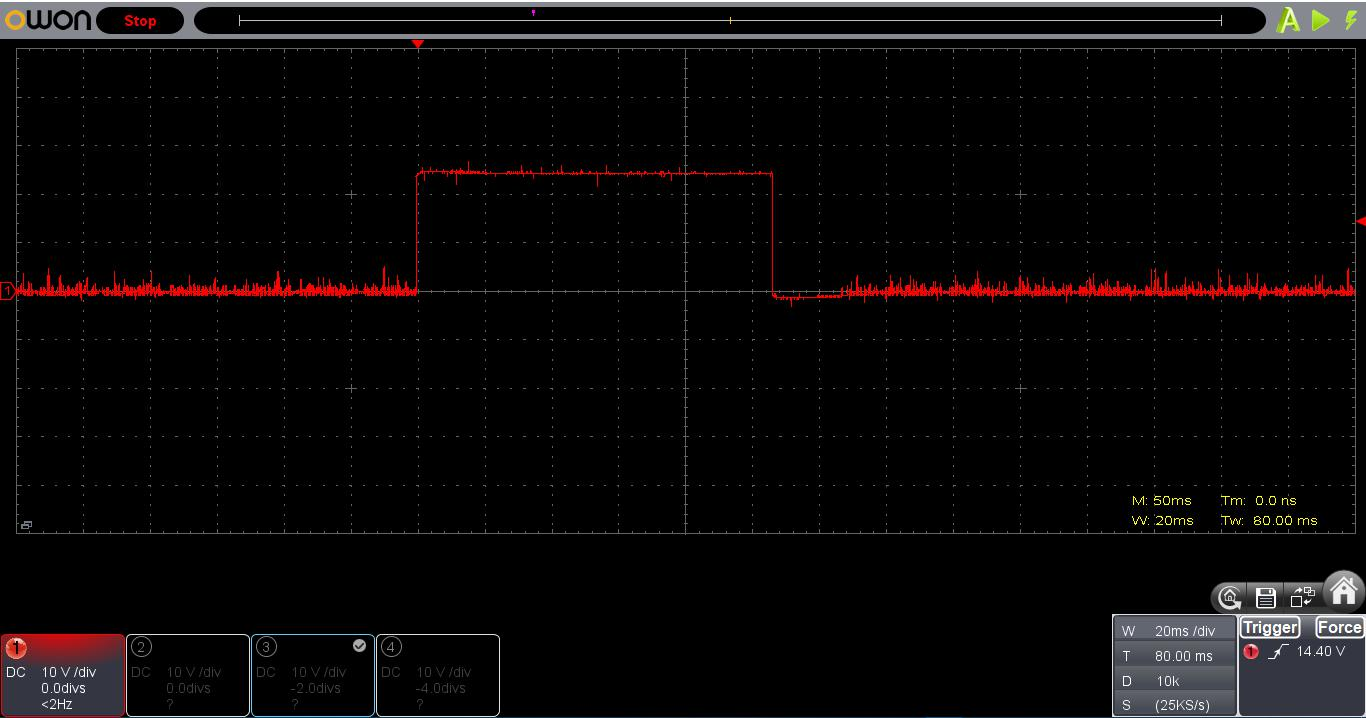 OWON Stop A
1
M: 50ms Tm: 0.0 ns
W: 20ms Tw: 80.00 ms
1 2 3 4
DC 10 V /div DC 10 V /div DC 10 V /div DC 10 V /div
0.0divs 0.0divs -2.0divs -4.0divs
<2Hz ? ? ?
W 20ms /div Trigger Force
T 80.00 ms 1 14.40 V
D 10k
S (25KS/s)